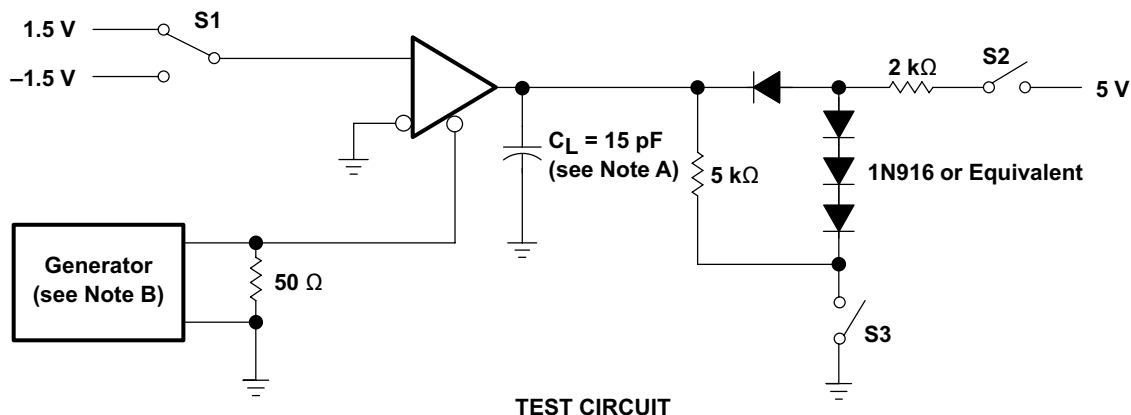 1.5 V
S1
–1.5 V
2 kΩ
S2
5 V
CL = 15 pF
(see Note A)
5 kΩ
1N916 or Equivalent
Generator
(see Note B)
50 Ω
S3
TEST CIRCUIT